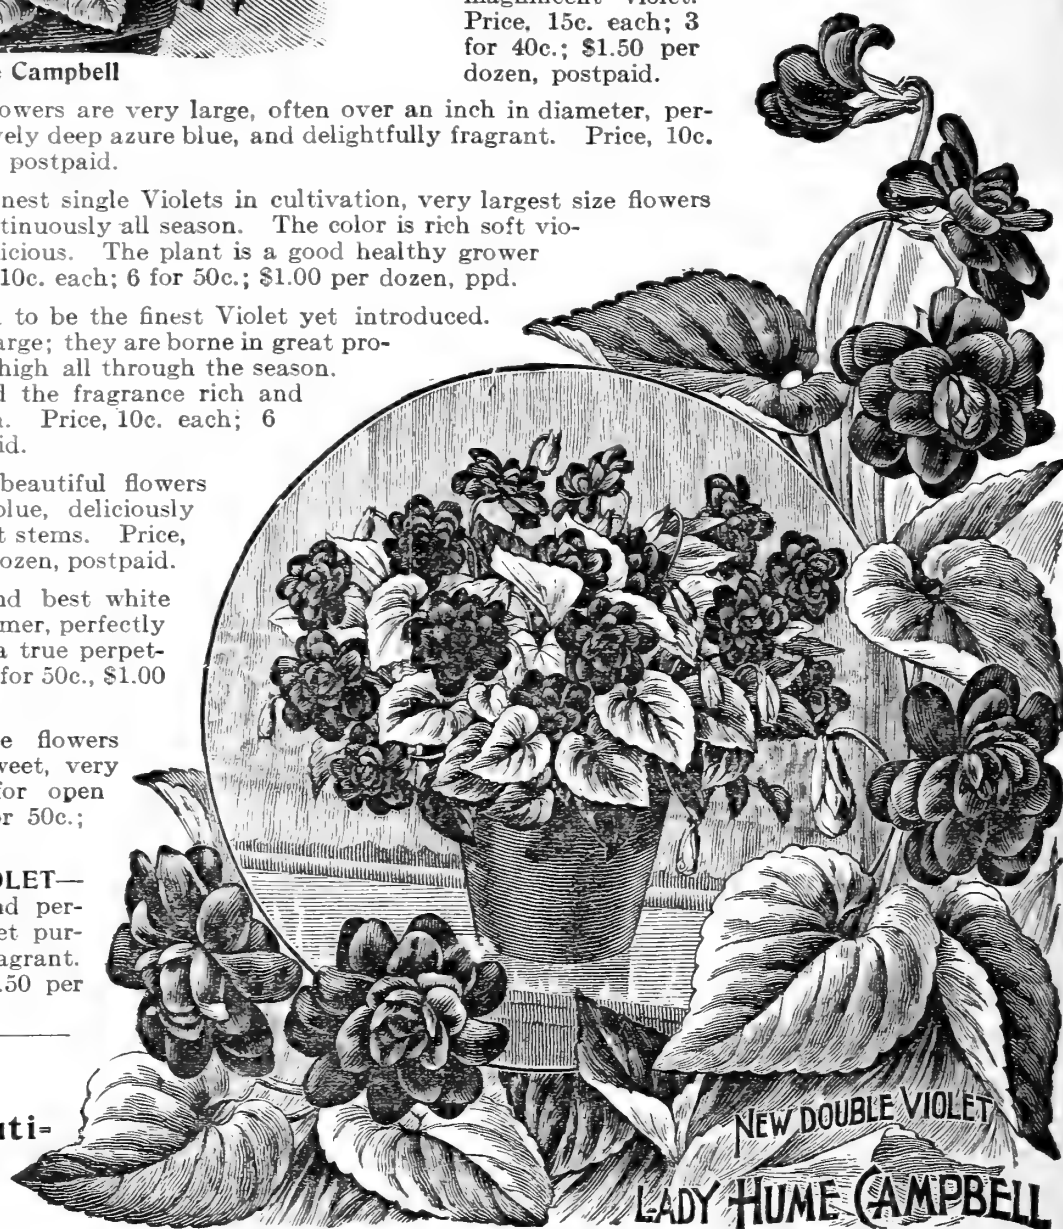 Price, 15c. each; 3
for 40c.; $1.50 per
dozen, postpaid.
Campbell
owers are very large, often over an inch in diameter, per-
vely deep azure blue, and delightfully fragrant. Price, 10c.
postpaid.
nest single Violets in cultivation, very largest size flowers
tinuously all season. The color is rich soft vio-
icious. The plant is a good healthy grower
10c. each; 6 for 50c.; $1.00 per dozen, ppd.
to be the finest Violet yet introduced.
arge; they are borne in great pro-
high all through the season.
d the fragrance rich and
Price, 10c. each; 6
id.
beautiful flowers
blue, deliciously
t stems. Price,
ozen, postpaid.
nd best white
mer, perfectly
a true perpet-
for 50c., $1.00
e flowers
weet, very
for open
r 50c.;
OLET—
nd per-
et pur-
agrant.
.50 per
uti=
NEW DOUBLE VIOLET
LADY HUME CAMPBELL